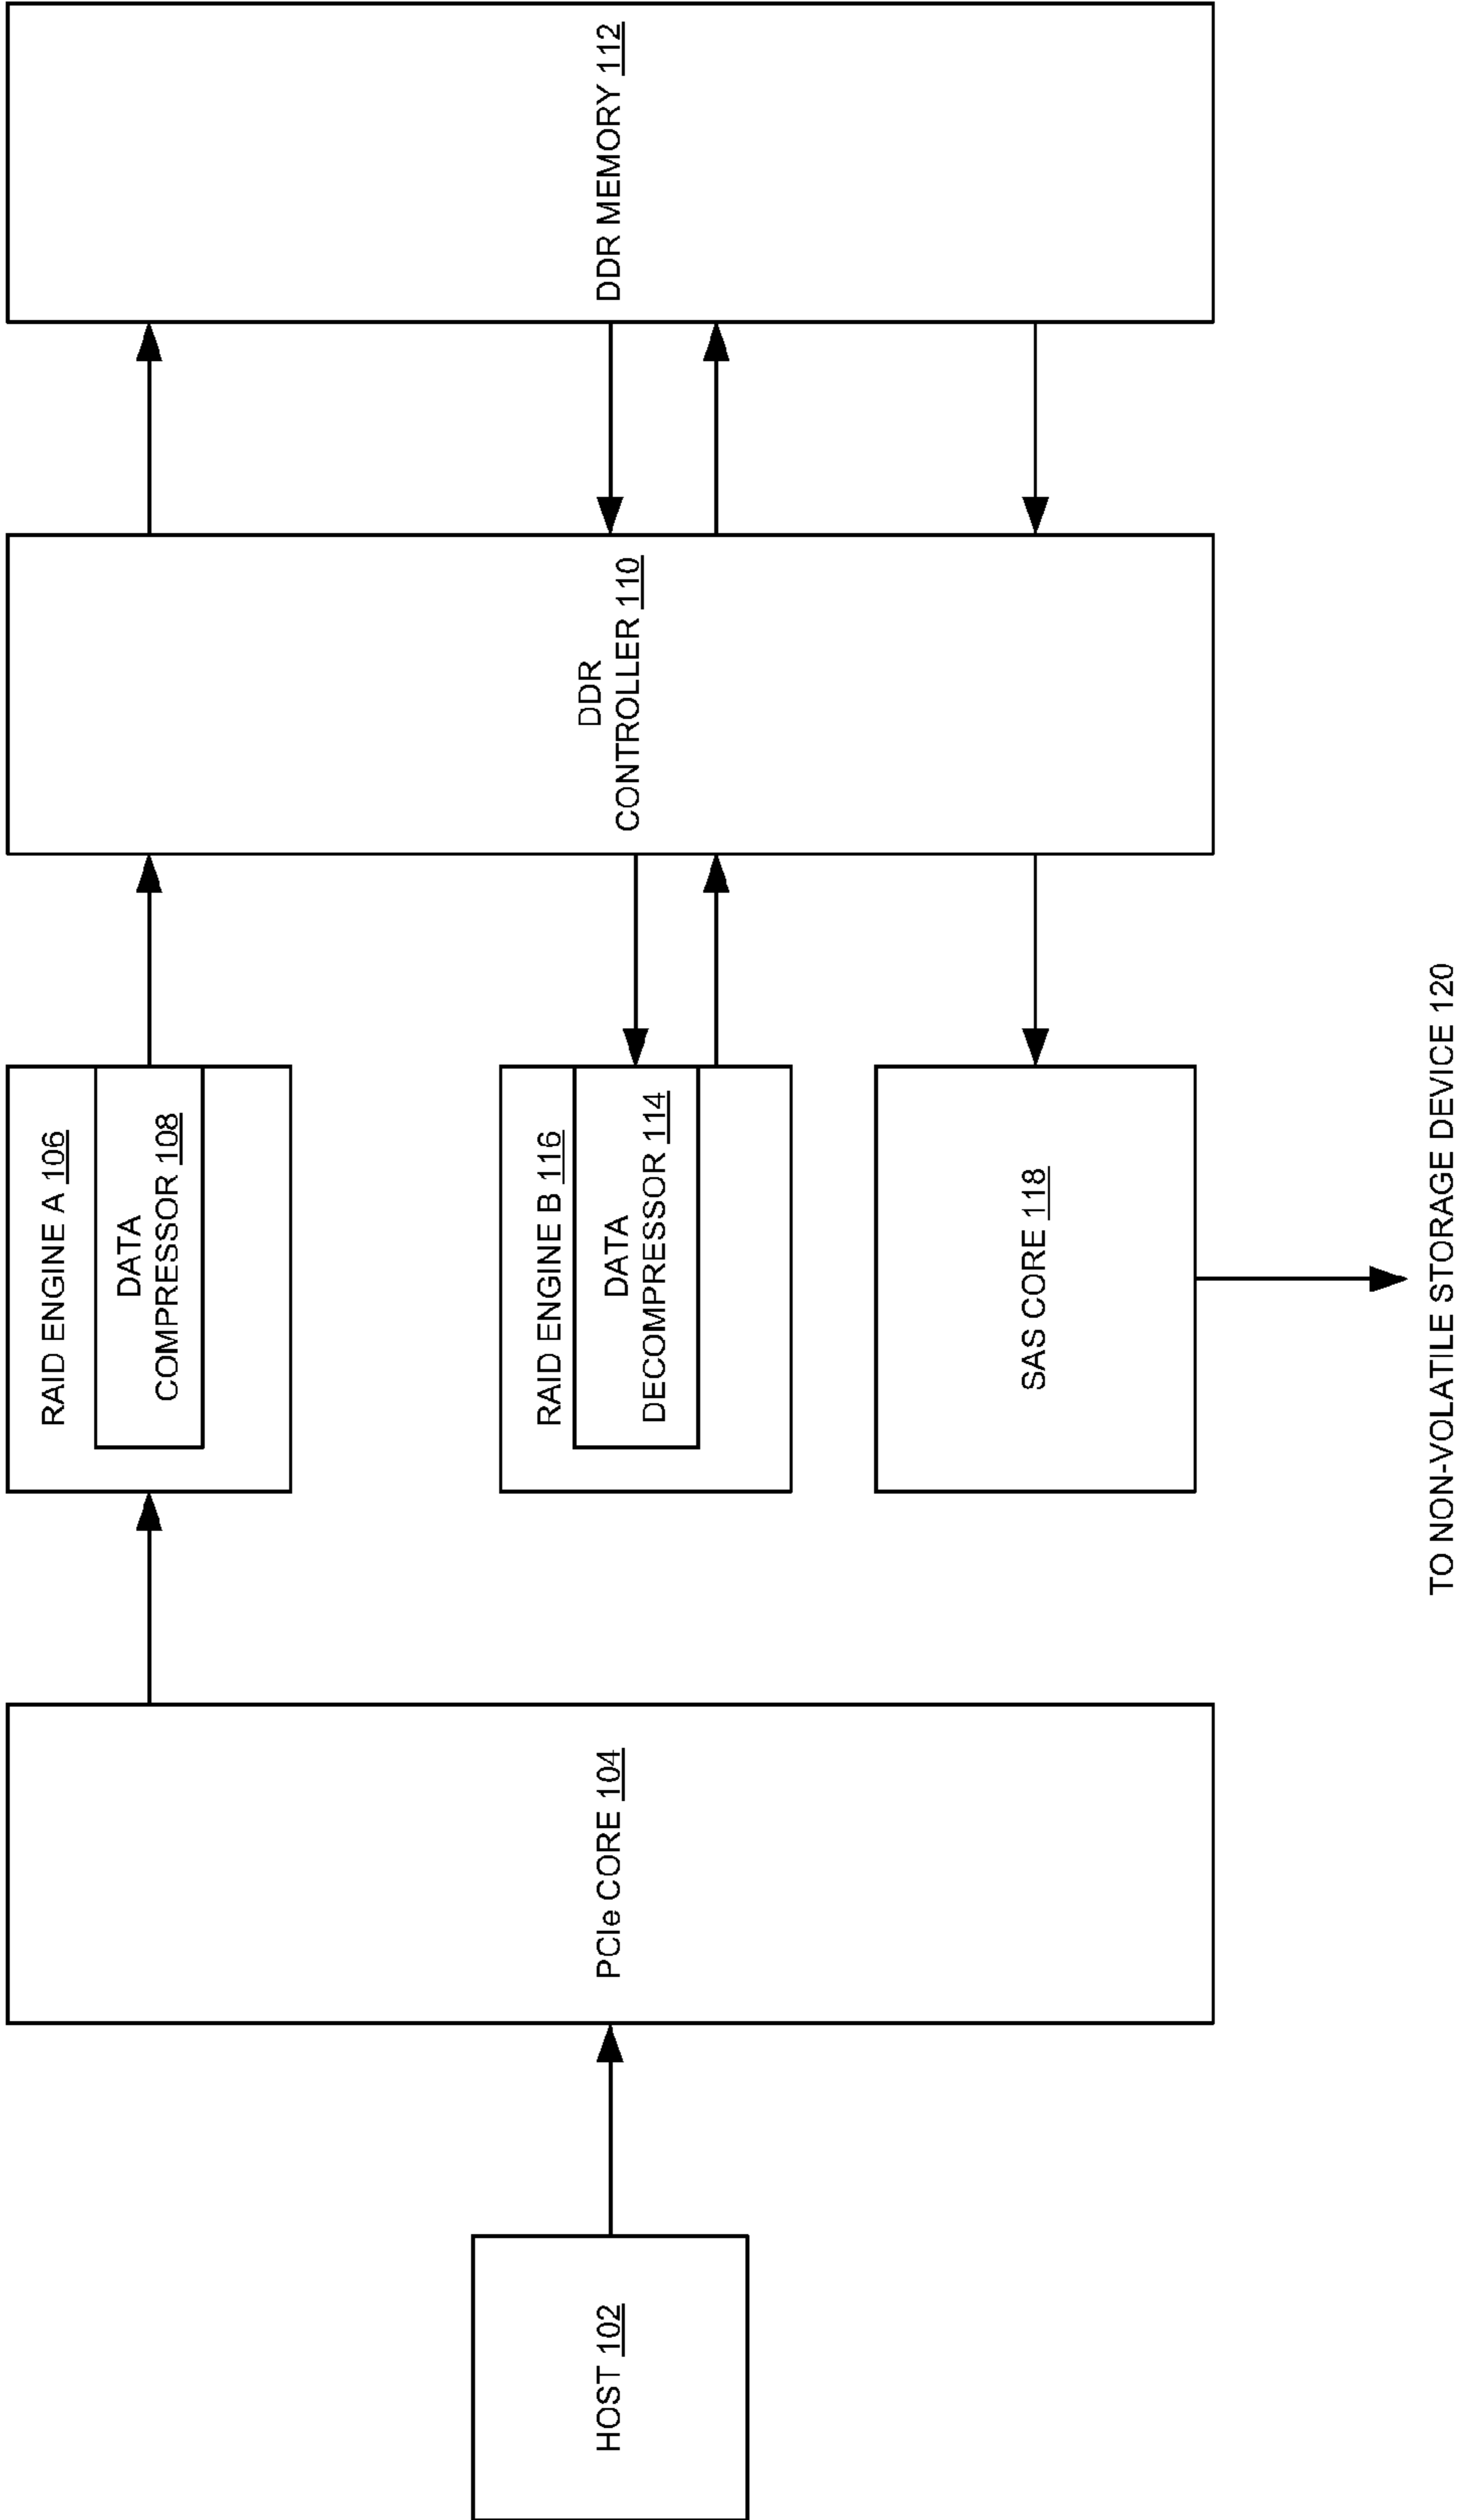 HOST 102
PCIe CORE 104
RAID ENGINE A 106
DATA
COMPRESSOR 108
RAID ENGINE B 116
DATA
DECOMPRESSOR 114
SAS CORE 118
DDR
CONTROLLER 110
DDR MEMORY 112
TO NON-VOLATILE STORAGE DEVICE 120